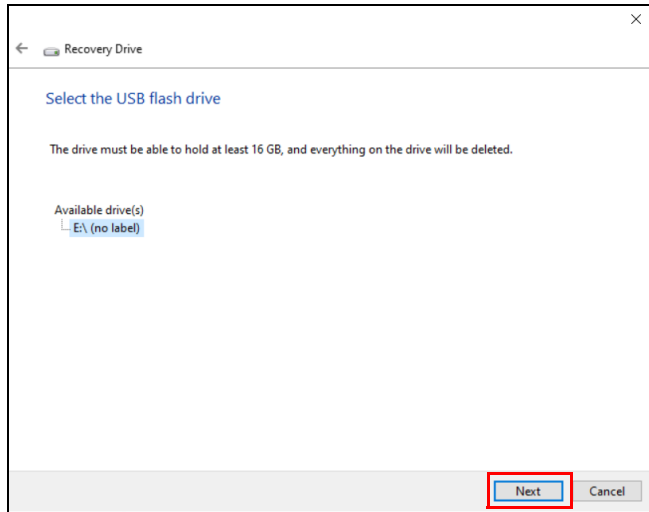 Recovery Drive
Select the USB flash drive
The drive must be able to hold at least 16 GB, and everything on the drive will be deleted.
Available drive(s)
E:\ (no label)
Next Cancel